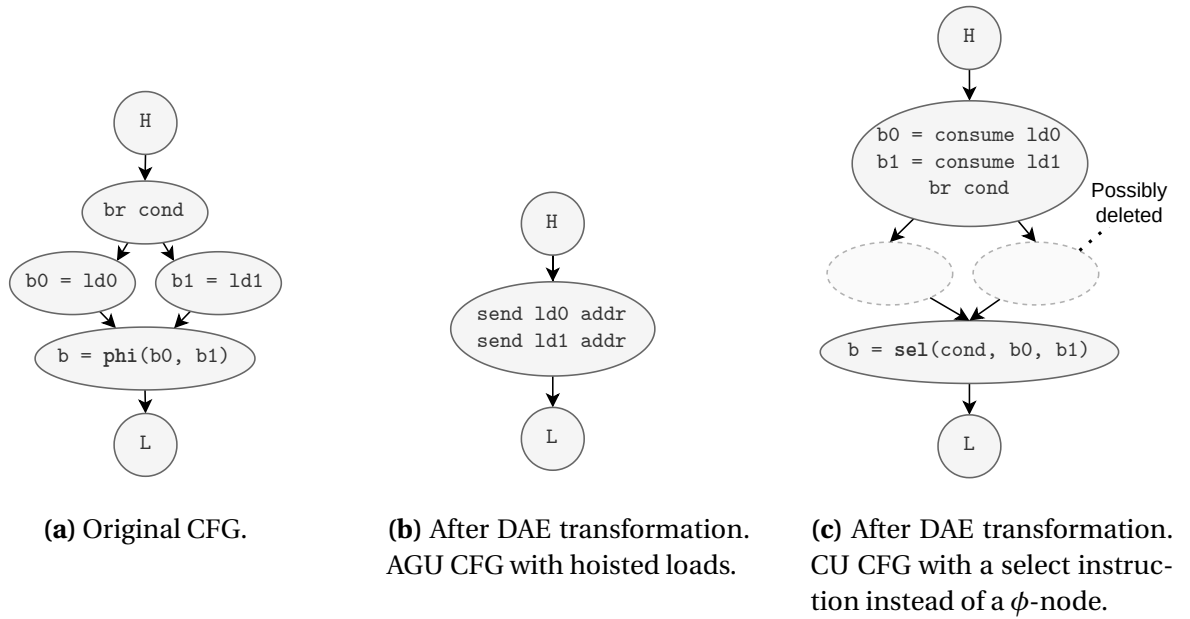 H
br cond
b0 = ld0
b1 = ld1
b = phi(b0, b1)
L
(a) Original CFG.
H
send ld0 addr
send ld1 addr
L
(b) After DAE transformation.
AGU CFG with hoisted loads.
H
b0 = consume ld0
b1 = consume ld1
br cond
Possibly
deleted
b = sel(cond, b0, b1)
L
(c) After DAE transformation.
CU CFG with a select instruc-
tion instead of a ϕ-node.